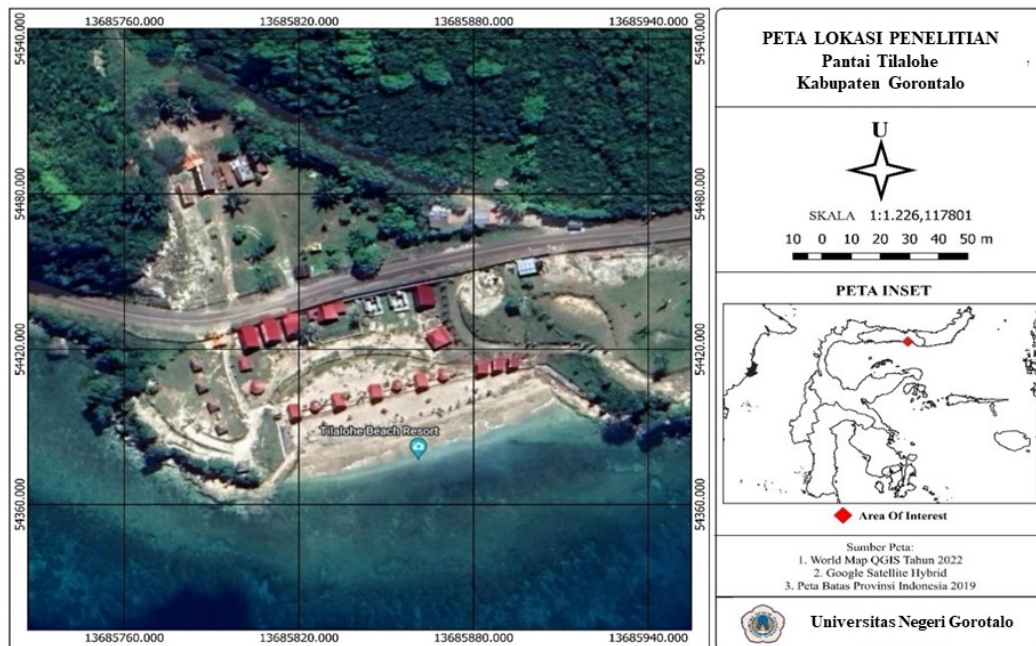 13685760.000 13685820.000 13685880.000 13685940.000
54540.000 54540.000
54480.000 54480.000
54420.000 54420.000
54360.000 54360.000
Tilalohe Beach Resort
13685760.000 13685820.000 13685880.000 13685940.000
PETA LOKASI PENELITIAN
Pantai Tilalohe
Kabupaten Gorontalo
U
SKALA 1:1.226,117801
10 0 10 20 30 40 50 m
PETA INSET
Area Of Interest
Sumber Peta:
1. World Map QGIS Tahun 2022
2. Google Satellite Hybrid
3. Peta Batas Provinsi Indonesia 2019
Universitas Negeri Gorotalo